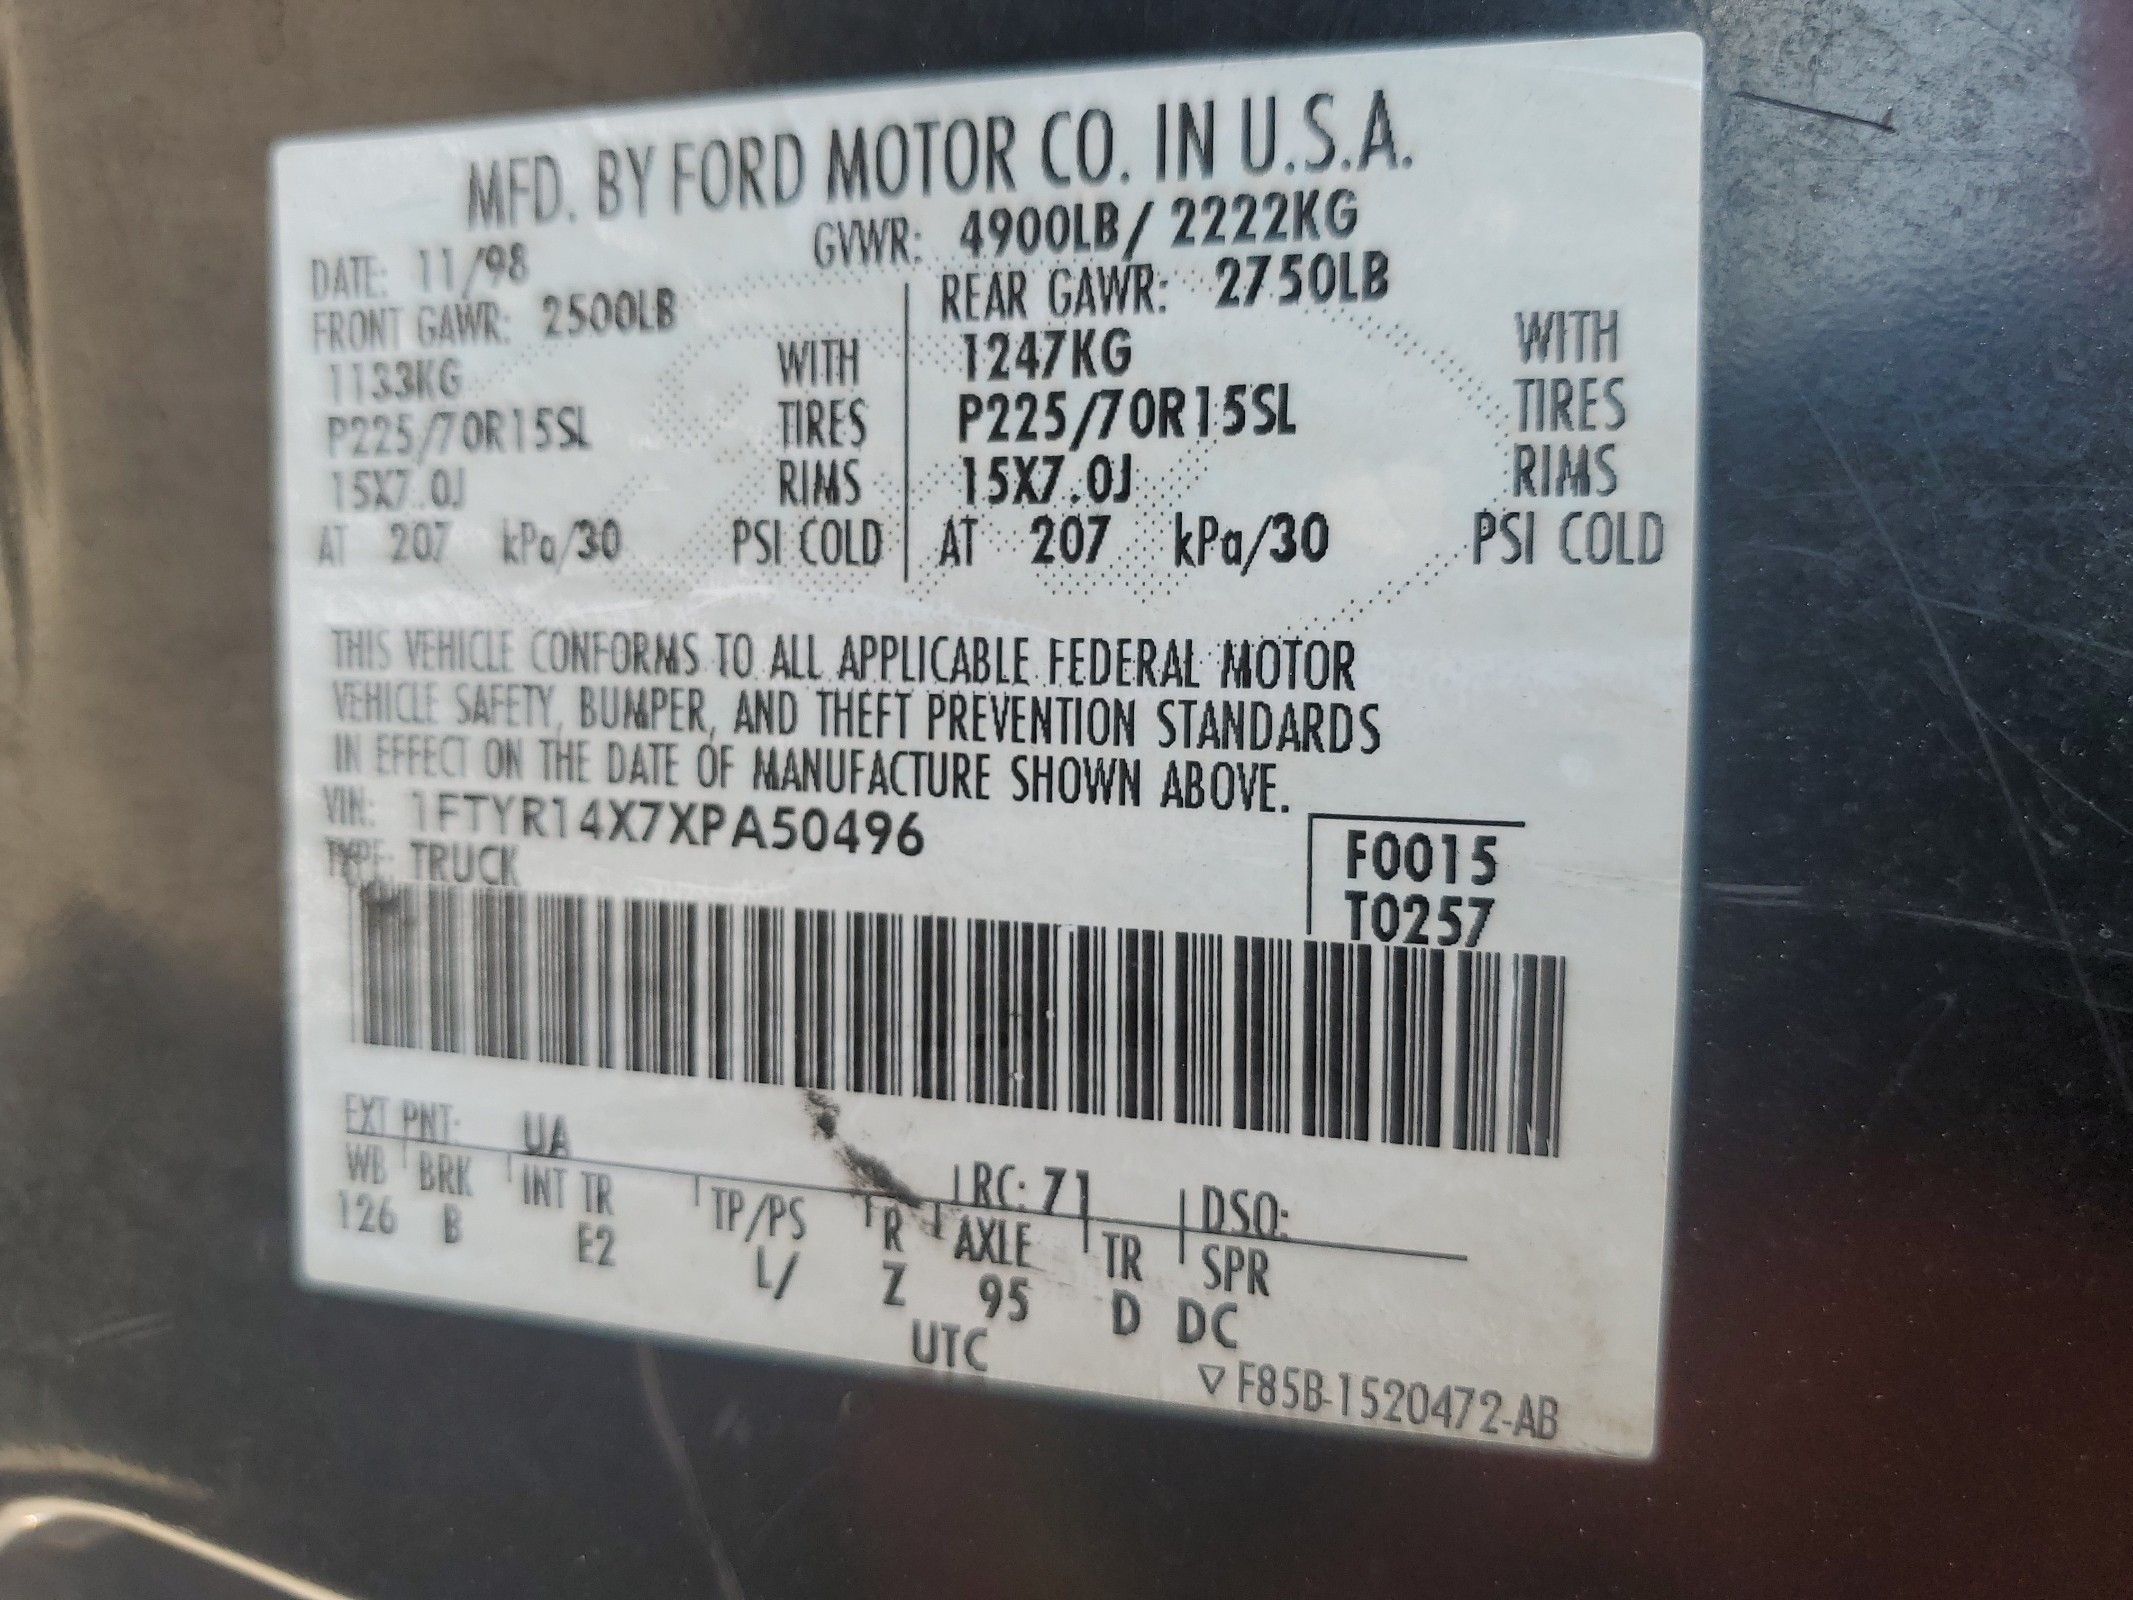 MFD. BY FORD MOTOR CO. IN U.S.A.
DATE: 11/98 GVWR: 4900LB/ 2222KG
FRONT GAWR: 2500LB REAR GAWR: 2750LB
1133KG WITH 1247KG WITH
P225/70R15SL TIRES P225/70R15SL TIRES
15X7.0J RIMS 15X7.0J RIMS
AT 207 kPa/30 PSI COLD AT 207 kPa/30 PSI COLD
THIS VEHICLE CONFORMS TO ALL APPLICABLE FEDERAL MOTOR
VEHICLE SAFETY, BUMPER, AND THEFT PREVENTION STANDARDS
IN EFFECT ON THE DATE OF MANUFACTURE SHOWN ABOVE.
VIN: 1FTYR14X7XPA50496 F0015
TYPE: TRUCK T0257
EXT PNT: UA RC: 71 DSO:
WB BRK INT TR TP/PS R AXLE TR SPR
126 B E2 L/ Z 95 D DC
UTC
▽ F85B-1520472-AB